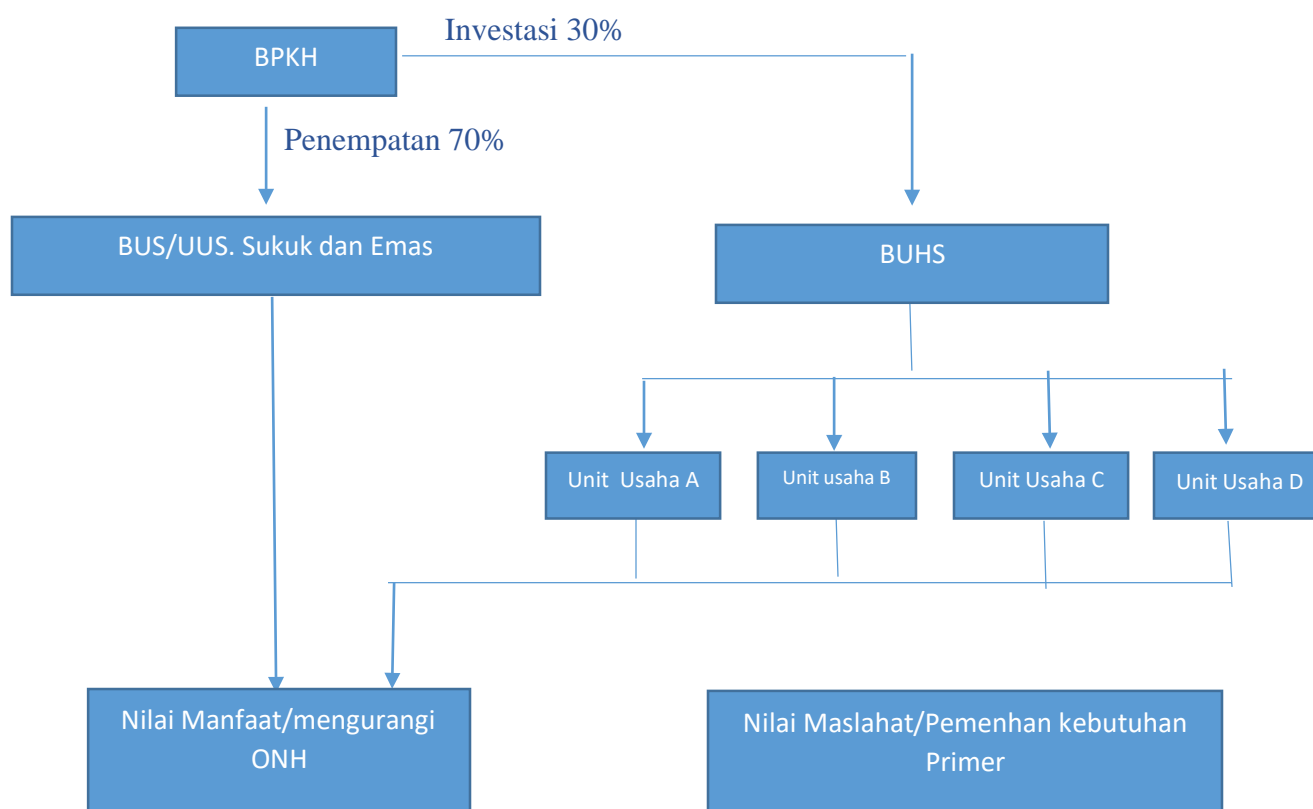 Investasi 30%
BPKH
Penempatan 70%
BUS/UUS. Sukuk dan Emas
BUHS
Unit Usaha A
Unit usaha B
Unit Usaha C
Unit Usaha D
Nilai Manfaat/mengurangi
ONH
Nilai Maslahat/Pemenhan kebutuhan
Primer